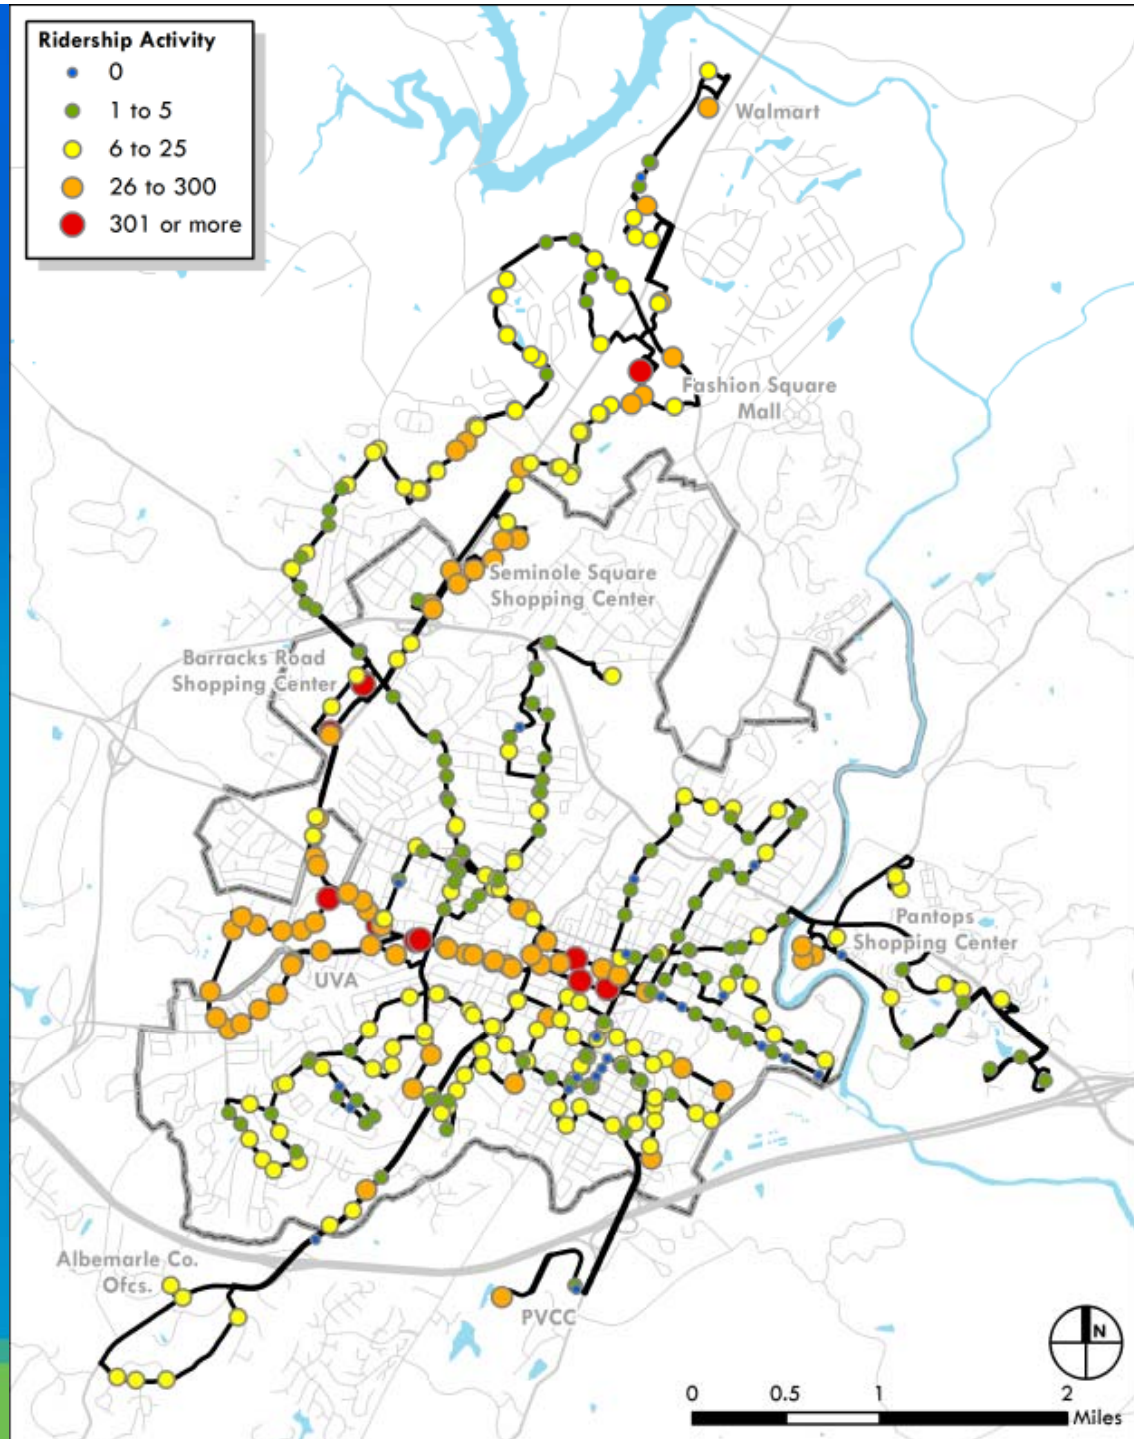 Ridership Activity
0
1 to 5
6 to 25
26 to 300
301 or more
Walmart
Fashion Square
Mall
Seminole Square
Shopping Center
Barracks Road
Shopping Center
Pantops
Shopping Center
UVA
Albemarle Co.
Ofcs.
PVCC
N
0 0.5 1 2
Miles